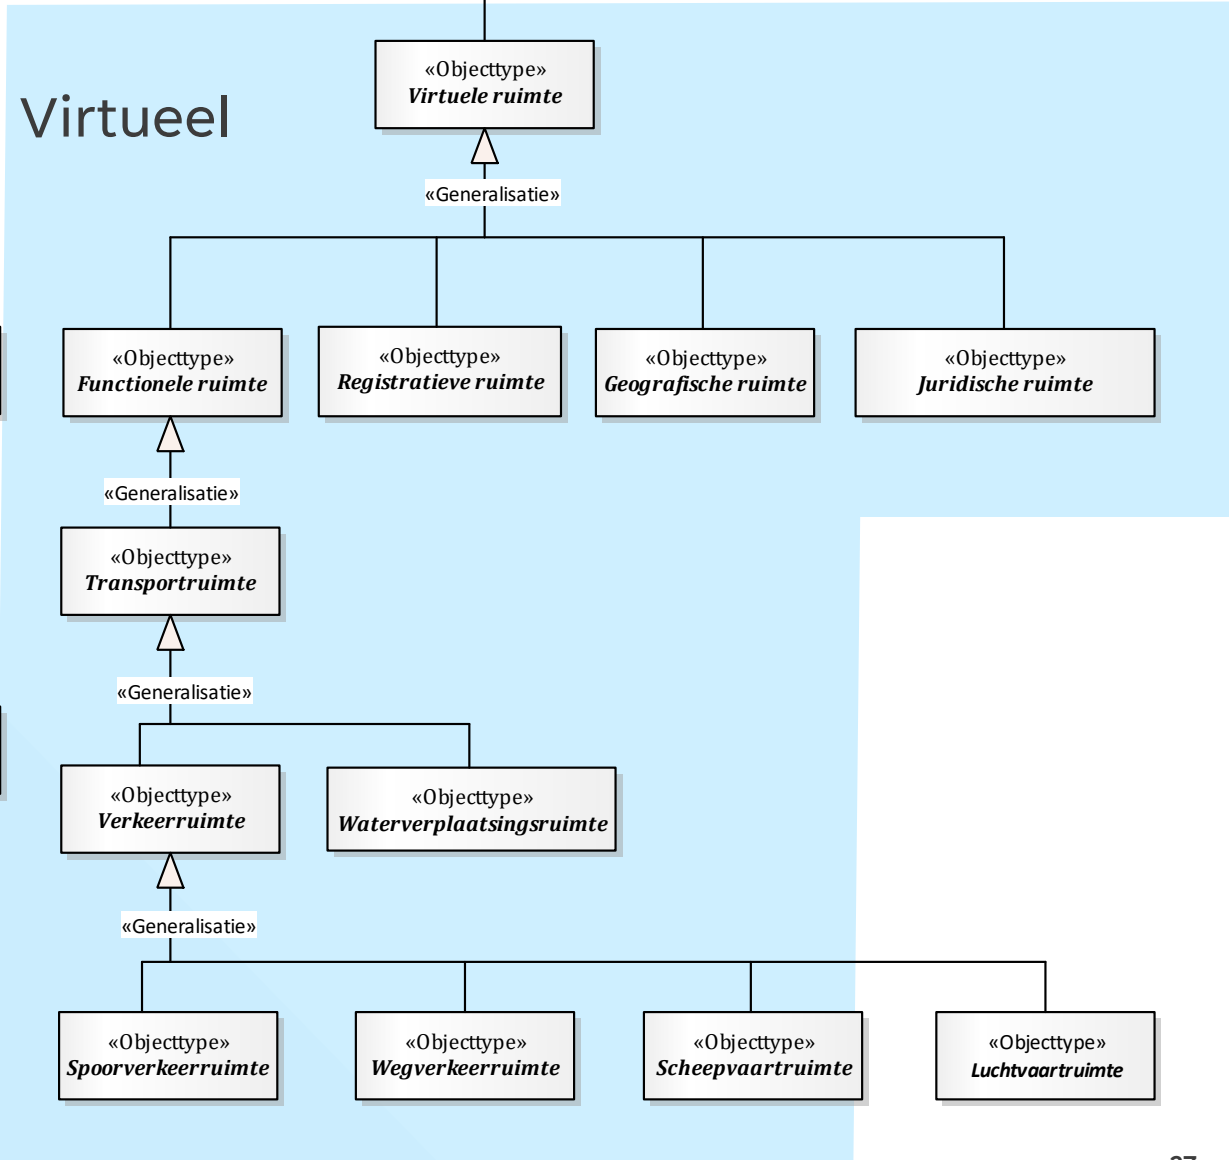 «Objecttype»
Virtuele ruimte
Virtueel
«Generalisatie»
«Objecttype»
Functionele ruimte
«Objecttype»
Registratieve ruimte
«Objecttype»
Geografische ruimte
«Objecttype»
Juridische ruimte
«Generalisatie»
«Objecttype»
Transportruimte
«Generalisatie»
«Objecttype»
Verkeerruimte
«Objecttype»
Waterverplaatsingsruimte
«Generalisatie»
«Objecttype»
Spoorverkeerruimte
«Objecttype»
Wegverkeerruimte
«Objecttype»
Scheepvaartruimte
«Objecttype»
Luchtvaartruimte